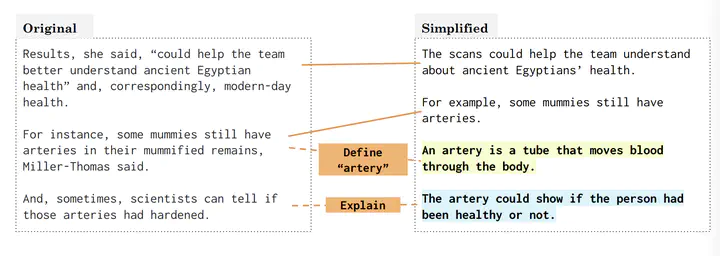 Original
Results, she said, “could help the team
better understand ancient Egyptian
health” and, correspondingly, modern-day
health.
For instance, some mummies still have
arteries in their mummified remains,
Miller-Thomas said.
And, sometimes, scientists can tell if
those arteries had hardened.
Define
“artery”
Explain
Simplified
The scans could help the team understand
about ancient Egyptians’ health.
For example, some mummies still have
arteries.
An artery is a tube that moves blood
through the body.
The artery could show if the person had
been healthy or not.